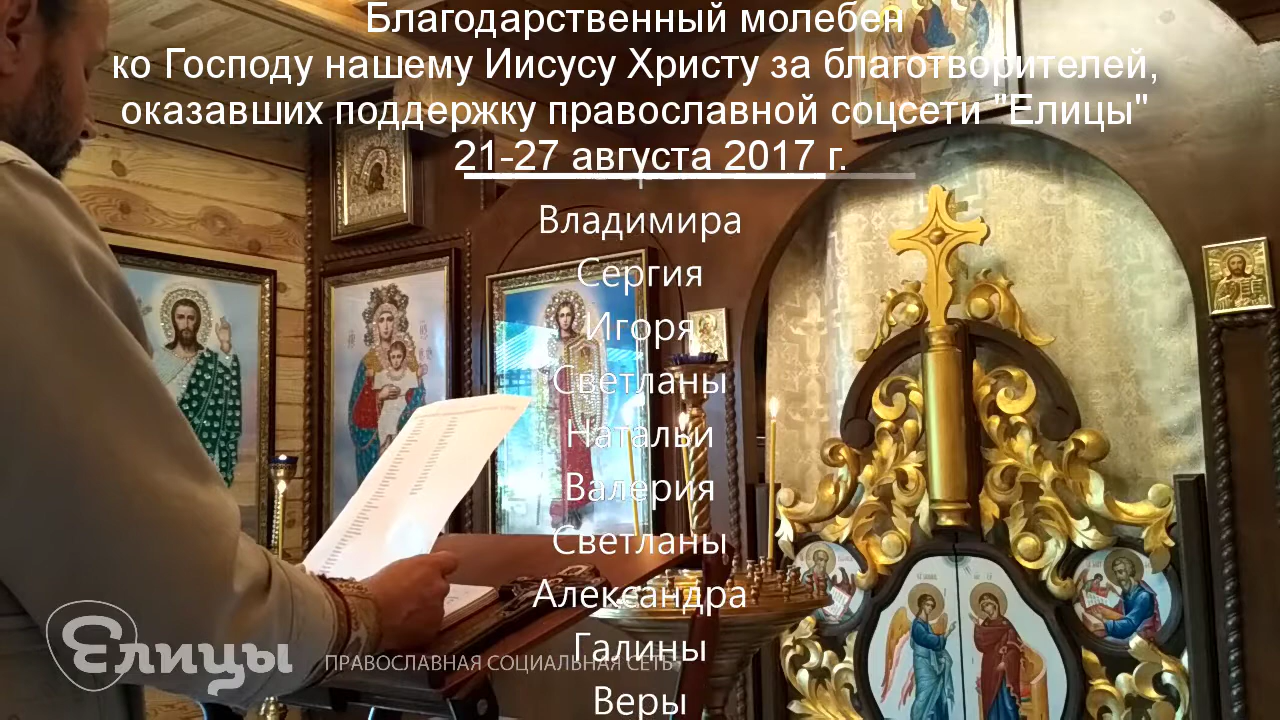 Благодарственный молебен
ко Господу нашему Иисусу Христу за благотворителей,
оказавших поддержку православной соцсети "Елицы"
21-27 августа 2017 г.
Владимира
Сергия
Игоря
Светланы
Натальи
Валерия
Светланы
Александра
Галины
Веры
Елицы
ПРАВОСЛАВНАЯ СОЦИАЛЬНАЯ СЕТЬ